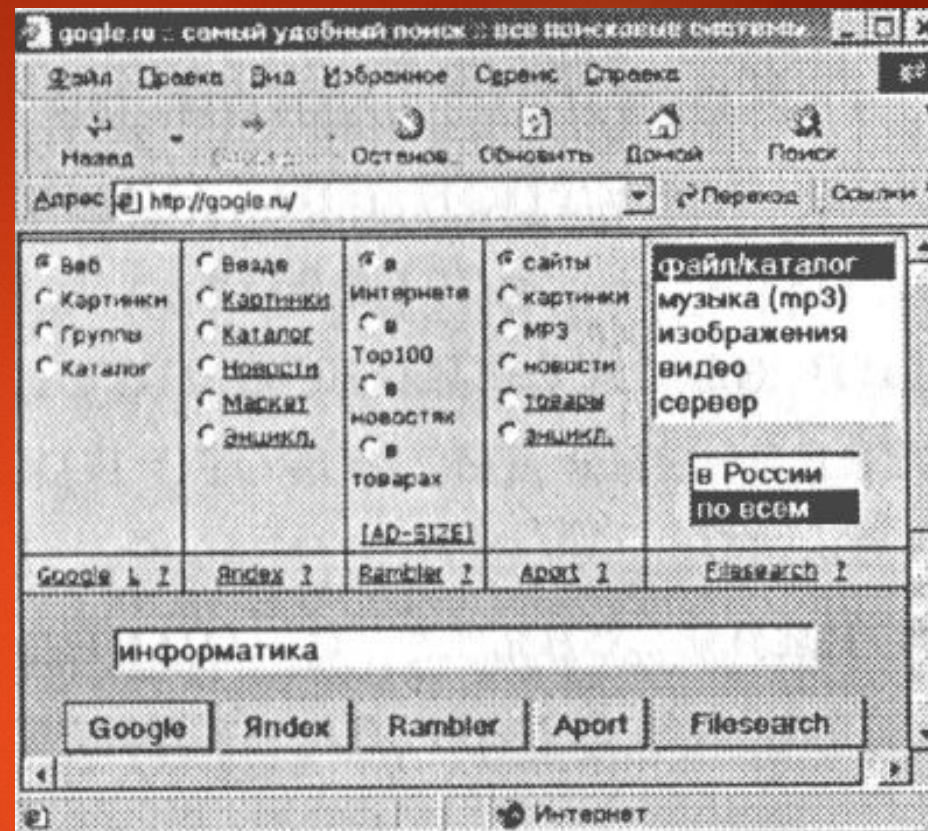 gogle.ru :: самый удобный поиск :: все поисковые системы
Файл Правка Вид Избранное Сервис Справка
Назад Останов. Обновить Домой Поиск
Адрес http://gogle.ru/ Переход Ссылки
Веб
Картинки
Группы
Каталог
Везде
Картинки
Каталог
Новости
Маркет
Энцикл.
в
Интернете
в
Top100
в
новостях
в
товарах
[AD-SIZE]
сайты
картинки
MP3
новости
товары
энцикл.
файл/каталог
музыка (mp3)
изображения
видео
сервер
в России
по всем
Google L ? Яndex ? Rambler ? Aport ? Filesearch ?
информатика
Google Яndex Rambler Aport Filesearch
Интернет